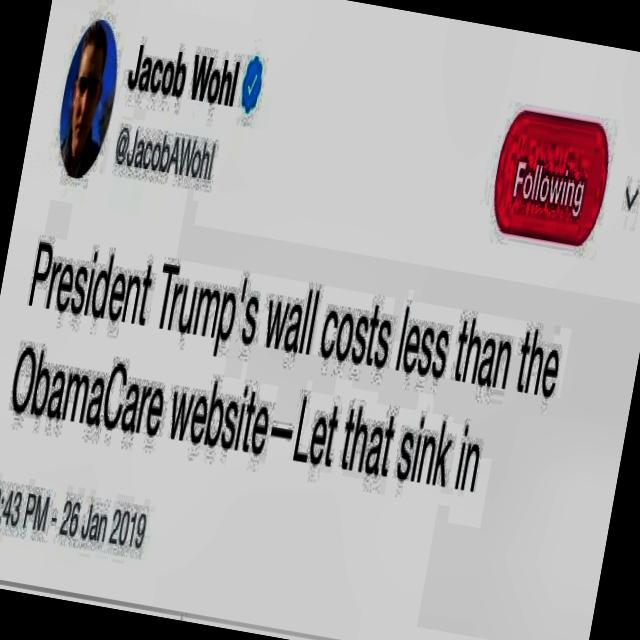 Jacob Wohl
@JacobAWohl
Following
President Trump's wall costs less than the
ObamaCare website—Let that sink in
:43 PM - 26 Jan 2019